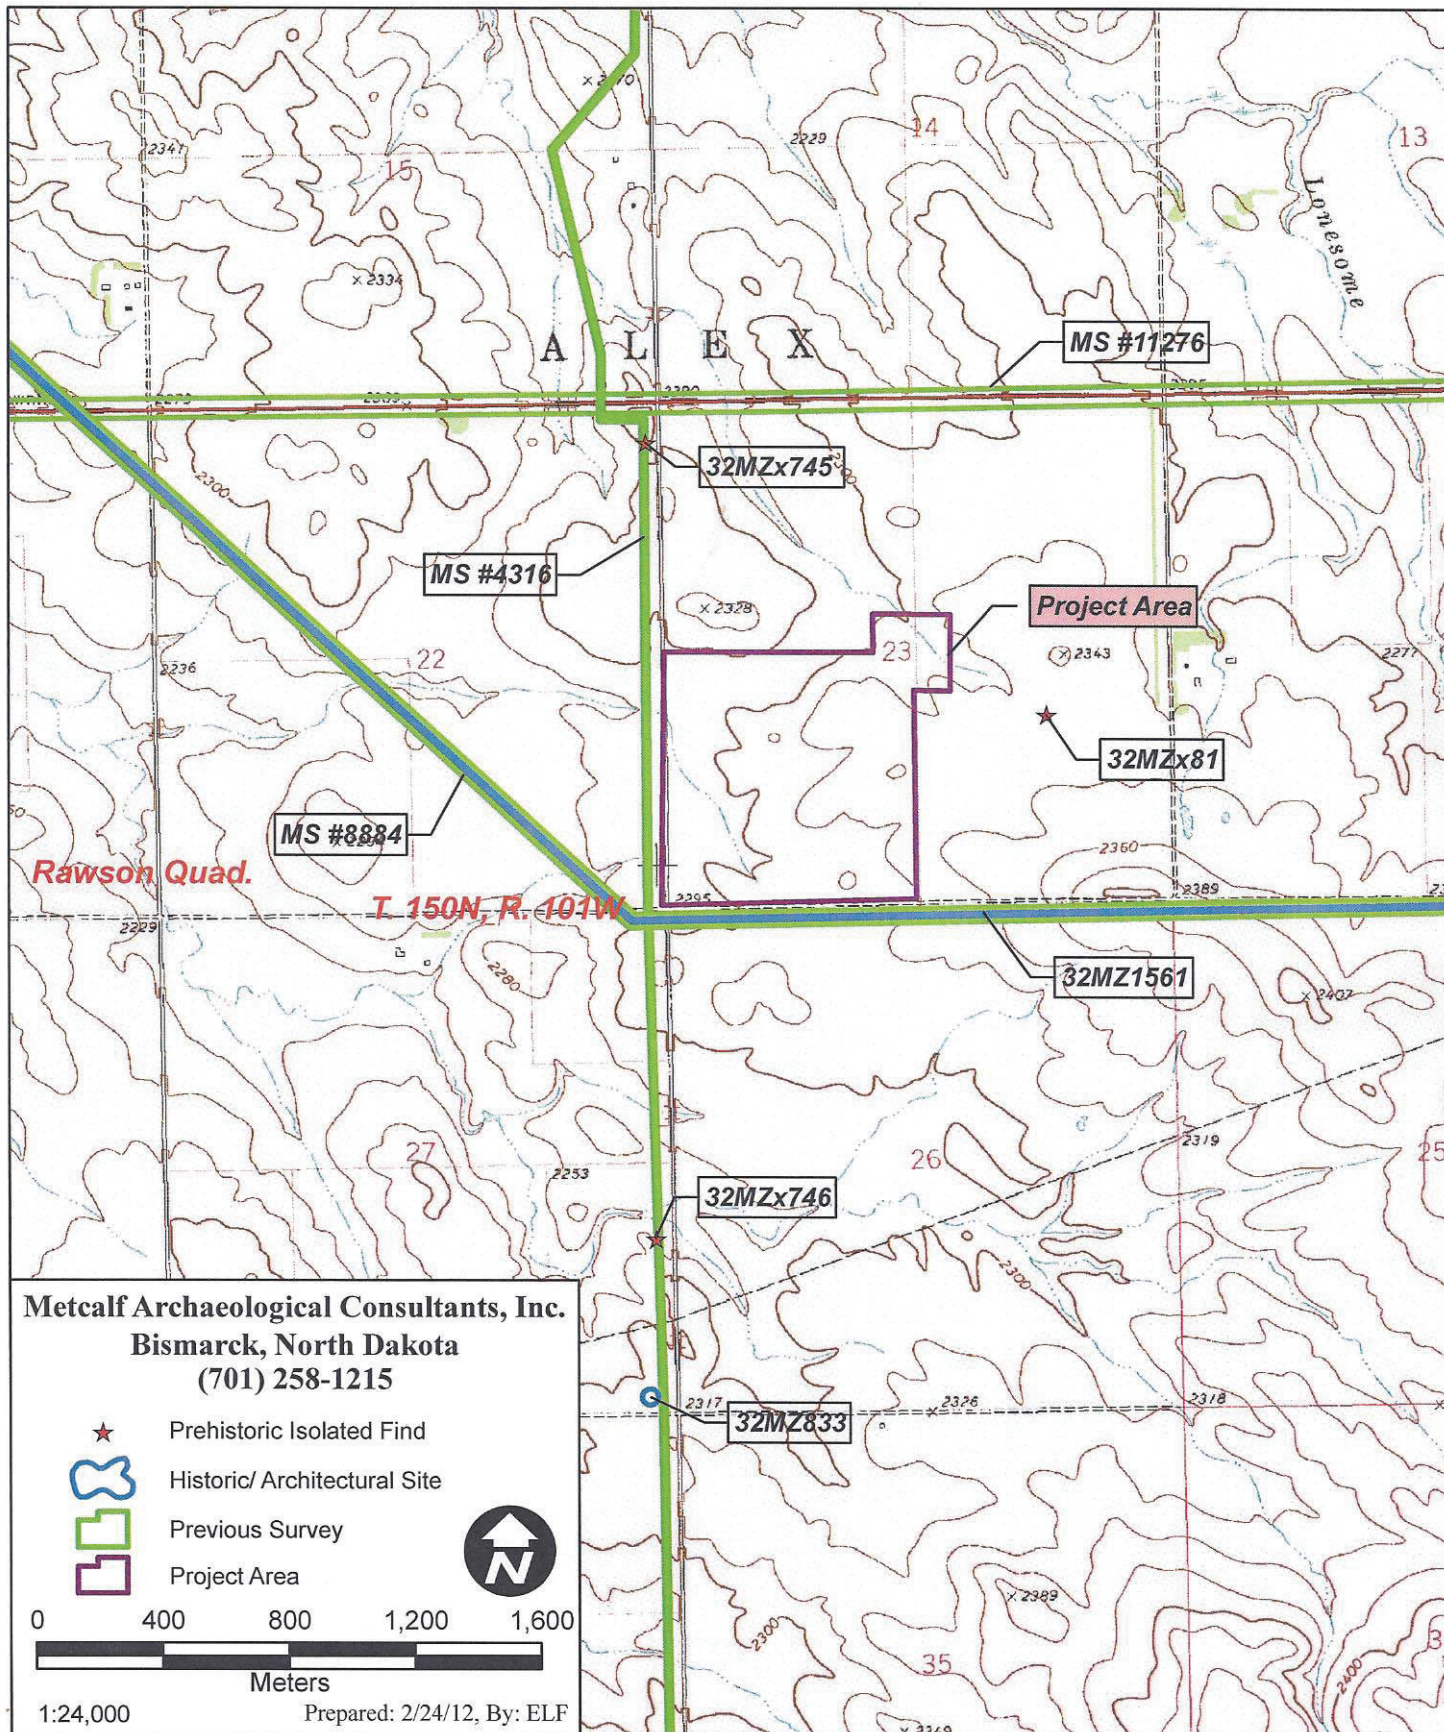 2270
14
13
2229
2341
15
Lonesome
2334
A L E X
MS #11276
2300
32MZx745
2300
MS #4316
Project Area
2328
22
23
2343
2277
2236
32MZx81
MS #8884
Rawson Quad.
2360
2389
T. 150N, R. 101W
2295
2229
2280
32MZ1561
2407
27
26
2319
25
2253
32MZx746
2300
2317
2326
2318
32MZ833
2389
2300
35
2400
Metcalf Archaeological Consultants, Inc.
Bismarck, North Dakota
(701) 258-1215
Prehistoric Isolated Find
Historic/ Architectural Site
Previous Survey
Project Area
N
0 400 800 1,200 1,600
Meters
1:24,000 Prepared: 2/24/12, By: ELF